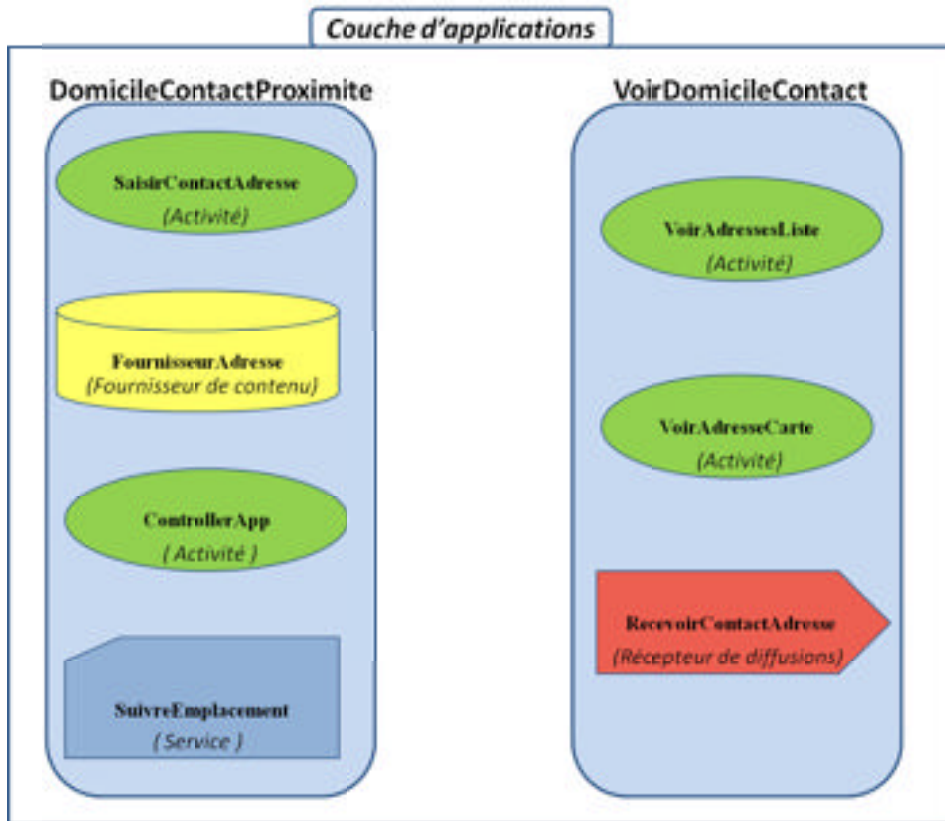 Couche d'applications
DomicileContactProximite
SaisirContactAdresse
(Activité)
FournisseurAdresse
(Fournisseur de contenu)
ControllerApp
( Activité )
SuivreEmplacement
( Service )
VoirDomicileContact
VoirAdressesListe
(Activité)
VoirAdresseCarte
(Activité)
RecevoirContactAdresse
(Récepteur de diffusions)